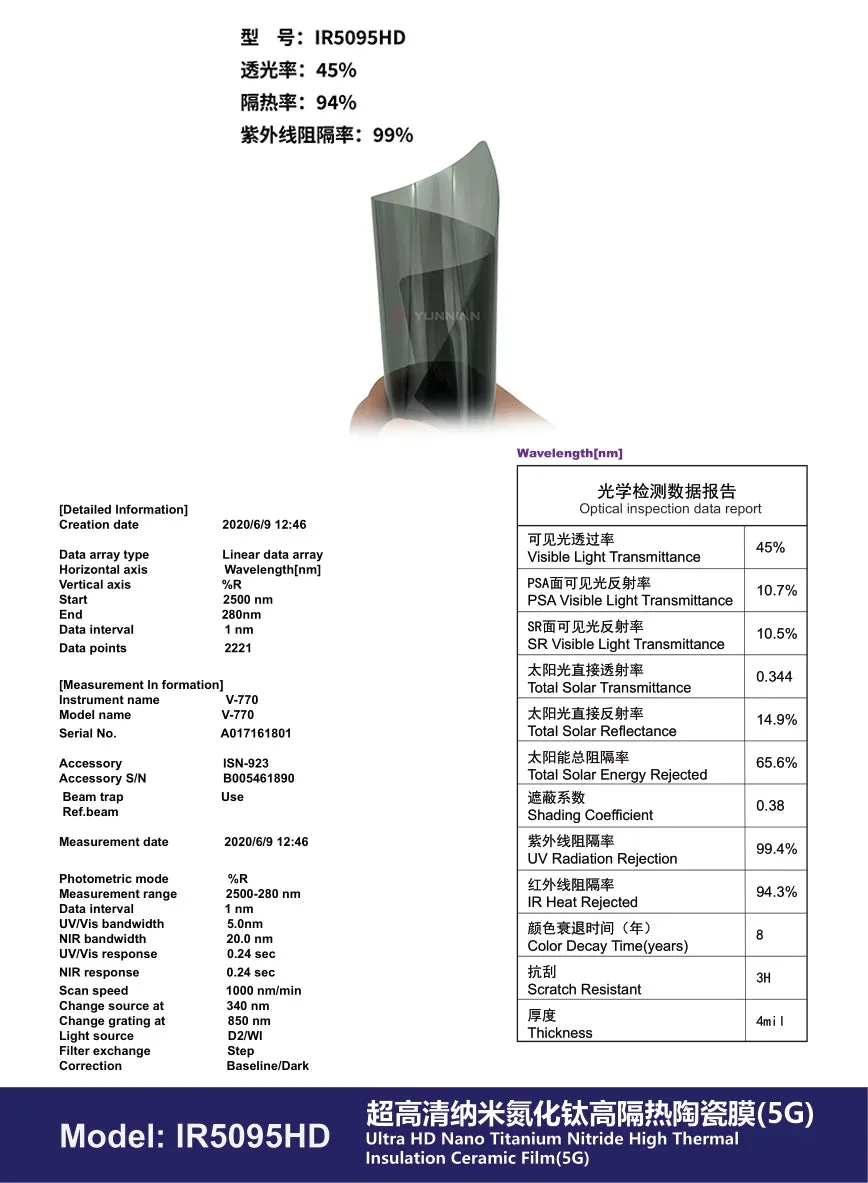 型 号：IR5095HD
透光率：45%
隔热率：94%
紫外线阻隔率：99%
YUNNIAN
Wavelength[nm]
[Detailed Information]
Creation date 2020/6/9 12:46
Data array type Linear data array
Horizontal axis Wavelength[nm]
Vertical axis %R
Start 2500 nm
End 280nm
Data interval 1 nm
Data points 2221
[Measurement In formation]
Instrument name V-770
Model name V-770
Serial No. A017161801
Accessory ISN-923
Accessory S/N B005461890
Beam trap Use
Ref.beam
Measurement date 2020/6/9 12:46
Photometric mode %R
Measurement range 2500-280 nm
Data interval 1 nm
UV/Vis bandwidth 5.0nm
NIR bandwidth 20.0 nm
UV/Vis response 0.24 sec
NIR response 0.24 sec
Scan speed 1000 nm/min
Change source at 340 nm
Change grating at 850 nm
Light source D2/WI
Filter exchange Step
Correction Baseline/Dark
光学检测数据报告
Optical inspection data report
可见光透过率
Visible Light Transmittance 45%
PSA面可见光反射率
PSA Visible Light Transmittance 10.7%
SR面可见光反射率
SR Visible Light Transmittance 10.5%
太阳光直接透射率
Total Solar Transmittance 0.344
太阳光直接反射率
Total Solar Reflectance 14.9%
太阳能总阻隔率
Total Solar Energy Rejected 65.6%
遮蔽系数
Shading Coefficient 0.38
紫外线阻隔率
UV Radiation Rejection 99.4%
红外线阻隔率
IR Heat Rejected 94.3%
颜色衰退时间（年）
Color Decay Time(years) 8
抗刮
Scratch Resistant 3H
厚度
Thickness 4mil
Model: IR5095HD
超高清纳米氮化钛高隔热陶瓷膜(5G)
Ultra HD Nano Titanium Nitride High Thermal
Insulation Ceramic Film(5G)